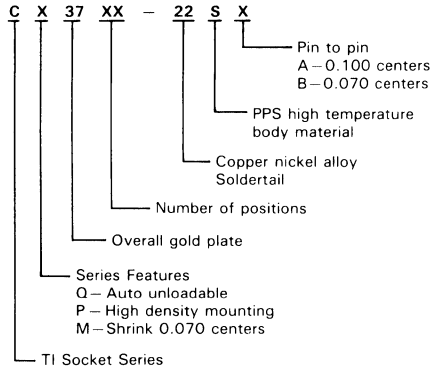 C X 37 XX – 22 S X
Pin to pin
A – 0.100 centers
B – 0.070 centers
PPS high temperature
body material
Copper nickel alloy
Soldertail
Number of positions
Overall gold plate
Series Features
Q – Auto unloadable
P – High density mounting
M – Shrink 0.070 centers
TI Socket Series